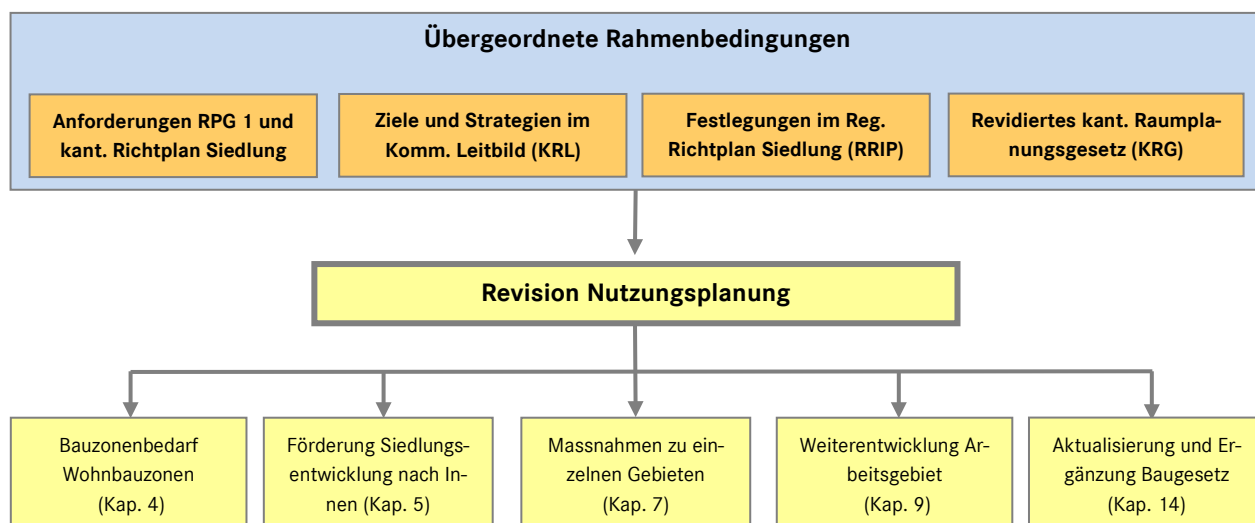 Übergeordnete Rahmenbedingungen
Anforderungen RPG 1 und
kant. Richtplan Siedlung
Ziele und Strategien im
Komm. Leitbild (KRL)
Festlegungen im Reg.
Richtplan Siedlung (RRIP)
Revidiertes kant. Raumpla-
nungsgesetz (KRG)
Revision Nutzungsplanung
Bauzonenbedarf
Wohnbauzonen
(Kap. 4)
Förderung Siedlungs-
entwicklung nach In-
nen (Kap. 5)
Massnahmen zu ein-
zelnen Gebieten
(Kap. 7)
Weiterentwicklung Ar-
beitsgebiet
(Kap. 9)
Aktualisierung und Er-
gänzung Baugesetz
(Kap. 14)